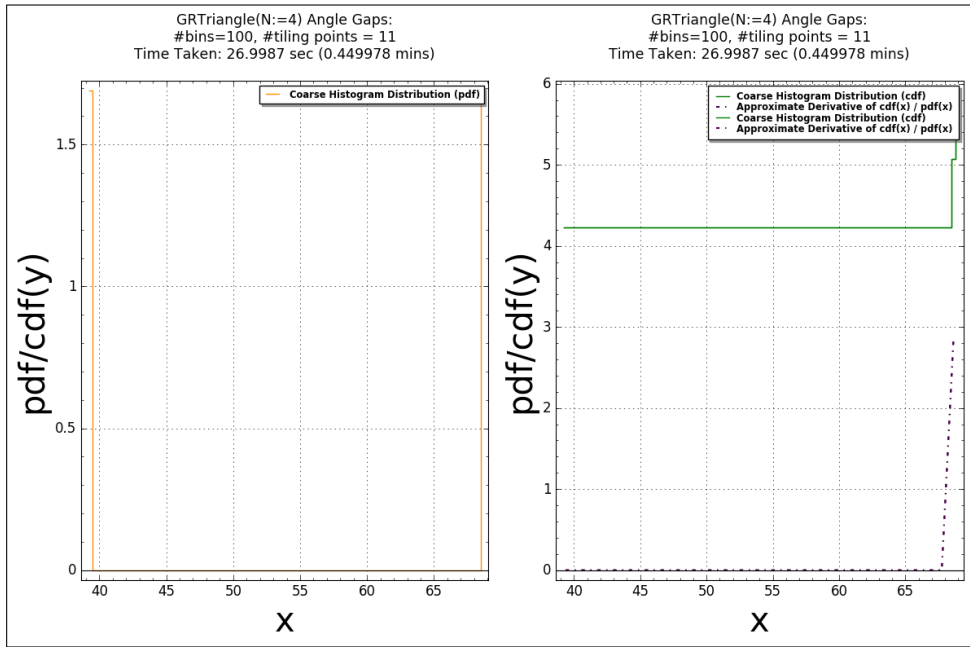 GRTriangle(N:=4) Angle Gaps:
#bins=100, #tiling points = 11
Time Taken: 26.9987 sec (0.449978 mins)
Coarse Histogram Distribution (pdf)
1.5
1
0.5
0
40 45 50 55 60 65
pdf/cdf(y)
x
GRTriangle(N:=4) Angle Gaps:
#bins=100, #tiling points = 11
Time Taken: 26.9987 sec (0.449978 mins)
Coarse Histogram Distribution (cdf)
Approximate Derivative of cdf(x) / pdf(x)
Coarse Histogram Distribution (cdf)
Approximate Derivative of cdf(x) / pdf(x)
6
5
4
3
2
1
0
40 45 50 55 60 65
pdf/cdf(y)
x